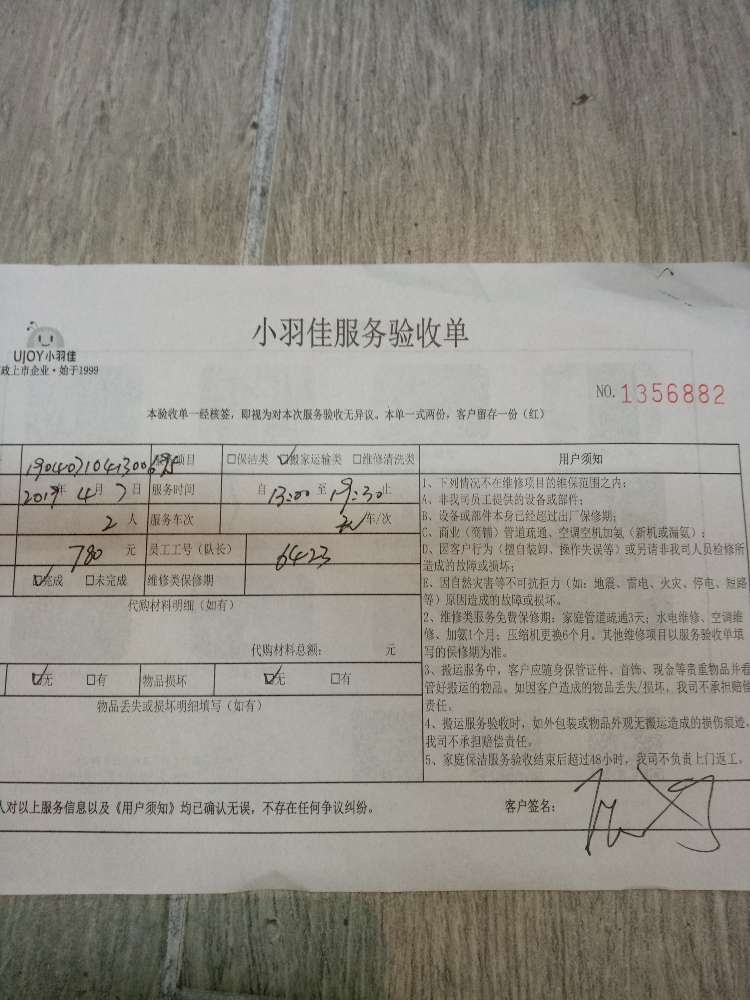 UJOY小羽佳
政上市企业·始于1999
小羽佳服务验收单
NO.1356882
本验收单一经核签，即视为对本次服务验收无异议。本单一式两份，客户留存一份（红）
项目 □保洁类 ☑搬家运输类 □维修清洗类
2019年 4月 7日 服务时间 自 13:00 至 19:30 止
2 人 服务车次 车/次
780 元 员工工号（队长） 6423
☑完成 □未完成 维修类保修期
代购材料明细（如有）
代购材料总额： 元
☑无 □有 物品损坏 ☑无 □有
物品丢失或损坏明细填写（如有）
用户须知
1、下列情况不在维修项目的维保范围之内：
A、非我司员工提供的设备或部件；
B、设备或部件本身已经超过出厂保修期；
C、商业（商铺）管道疏通、空调空机加氨（新机或漏氨）；
D、因客户行为（擅自装卸、操作失误等）或另请非我司人员检修所
造成的故障或损坏；
E、因自然灾害等不可抗拒力（如：地震、雷电、火灾、停电、短路
等）原因造成的故障或损坏。
2、维修类服务免费保修期：家庭管道疏通3天；水电维修、空调维
修、加氨1个月；压缩机更换6个月。其他维修项目以服务验收单填
写的保修期为准。
3、搬运服务中，客户应随身保管证件、首饰、现金等贵重物品并看
管好搬运的物品。如因客户造成的物品丢失/损坏，我司不承担赔偿
责任。
4、搬运服务验收时，如外包装或物品外观无搬运造成的损伤痕迹，
我司不承担赔偿责任。
5、家庭保洁服务验收结束后超过48小时，我司不负责上门返工。
人对以上服务信息以及《用户须知》均已确认无误，不存在任何争议纠纷。
客户签名：